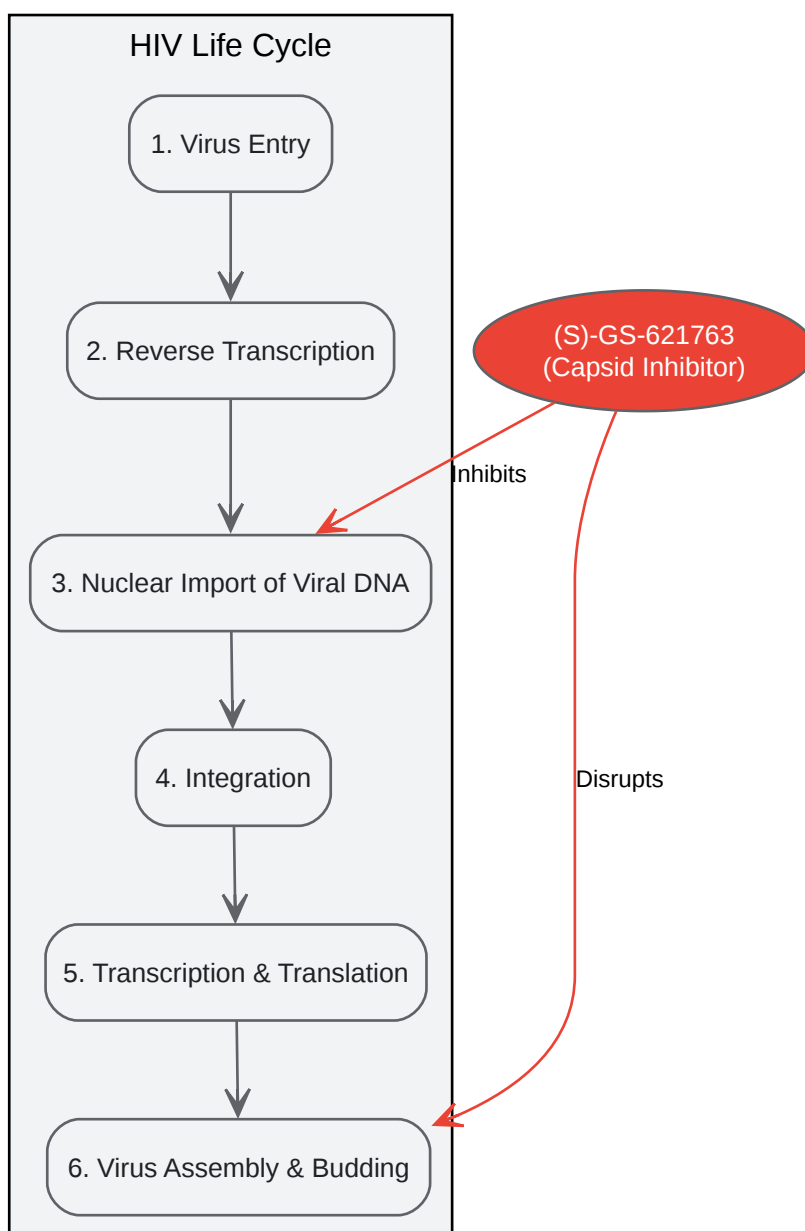 HIV Life Cycle
1. Virus Entry
2. Reverse Transcription
(S)-GS-621763
(Capsid Inhibitor)
Inhibits
3. Nuclear Import of Viral DNA
4. Integration
Disrupts
5. Transcription & Translation
6. Virus Assembly & Budding